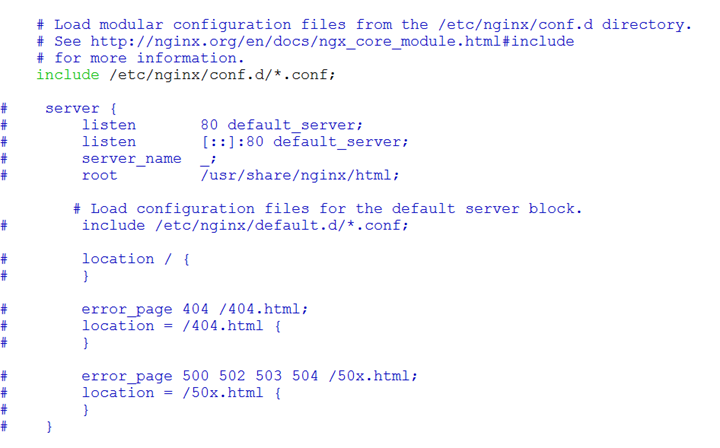 # Load modular configuration files from the /etc/nginx/conf.d directory.
    # See http://nginx.org/en/docs/ngx_core_module.html#include
    # for more information.
    include /etc/nginx/conf.d/*.conf;

#    server {
#        listen       80 default_server;
#        listen       [::]:80 default_server;
#        server_name  _;
#        root         /usr/share/nginx/html;

        # Load configuration files for the default server block.
#        include /etc/nginx/default.d/*.conf;

#        location / {
#        }

#        error_page 404 /404.html;
#        location = /404.html {
#        }

#        error_page 500 502 503 504 /50x.html;
#        location = /50x.html {
#        }
#    }